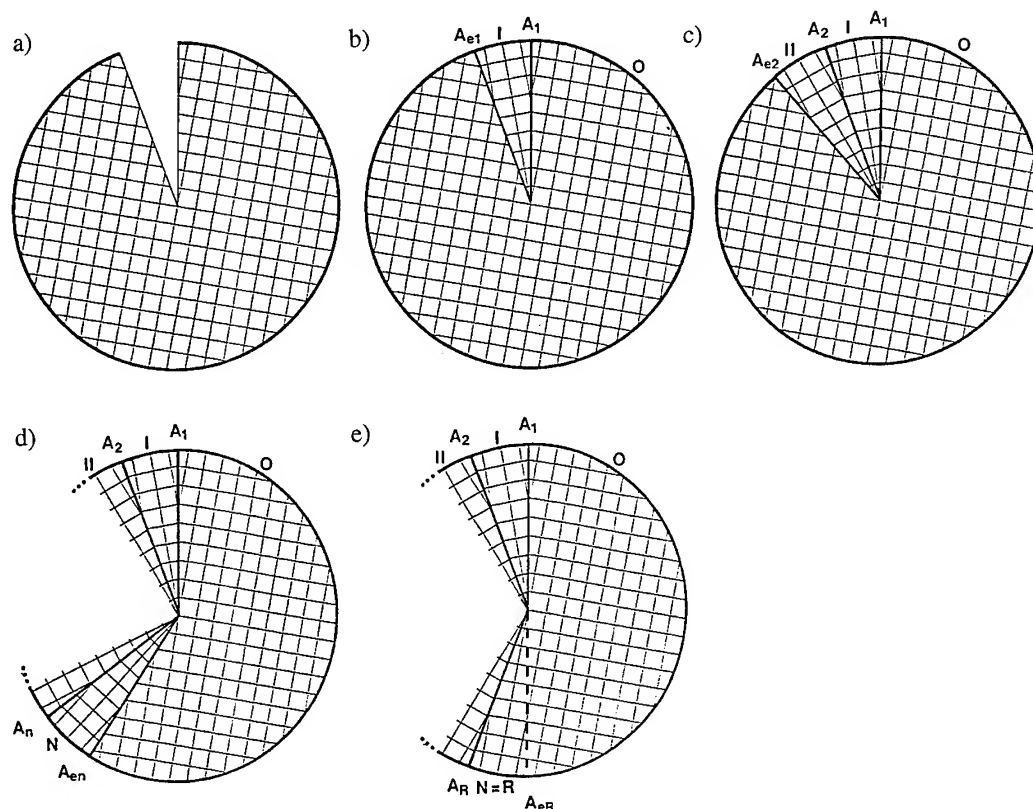 a)
b) A_e1 I A_1 O
c) A_e2 II A_2 I A_1 O
d) II A_2 I A_1 O
A_n N A_en
e) II A_2 I A_1 O
A_R N=R A_eR